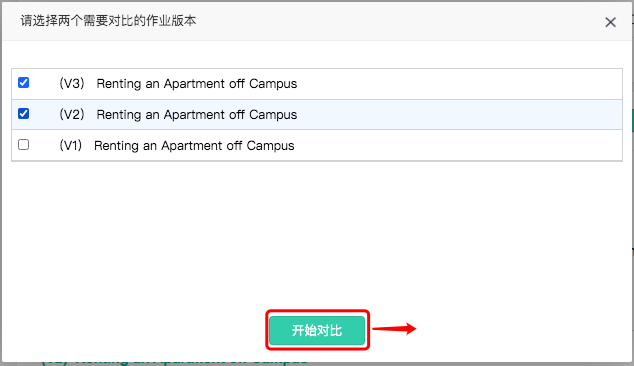 请选择两个需要对比的作业版本
（V3） Renting an Apartment off Campus
（V2） Renting an Apartment off Campus
（V1） Renting an Apartment off Campus
开始对比